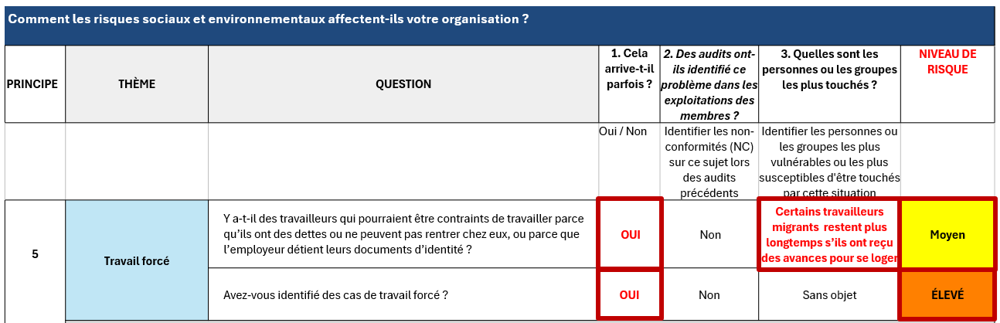 Comment les risques sociaux et environnementaux affectent-ils votre organisation ?
PRINCIPE
THÈME
QUESTION
1. Cela
arrive-t-il
parfois ?
2. Des audits ont-
ils identifié ce
problème dans les
exploitations des
membres ?
3. Quelles sont les
personnes ou les groupes
les plus touchés ?
NIVEAU DE
RISQUE
Oui / Non
Identifier les non-
conformités (NC)
sur ce sujet lors
des audits
précédents
Identifier les personnes ou
les groupes les plus
vulnérables ou les plus
susceptibles d'être touchés
par cette situation
5
Travail forcé
Y a-t-il des travailleurs qui pourraient être contraints de travailler parce
qu’ils ont des dettes ou ne peuvent pas rentrer chez eux, ou parce que
l’employeur détient leurs documents d’identité ?
OUI
Non
Certains travailleurs
migrants restent plus
longtemps s’ils ont reçu
des avances pour se loger
Moyen
Avez-vous identifié des cas de travail forcé ?
OUI
Non
Sans objet
ÉLEVÉ